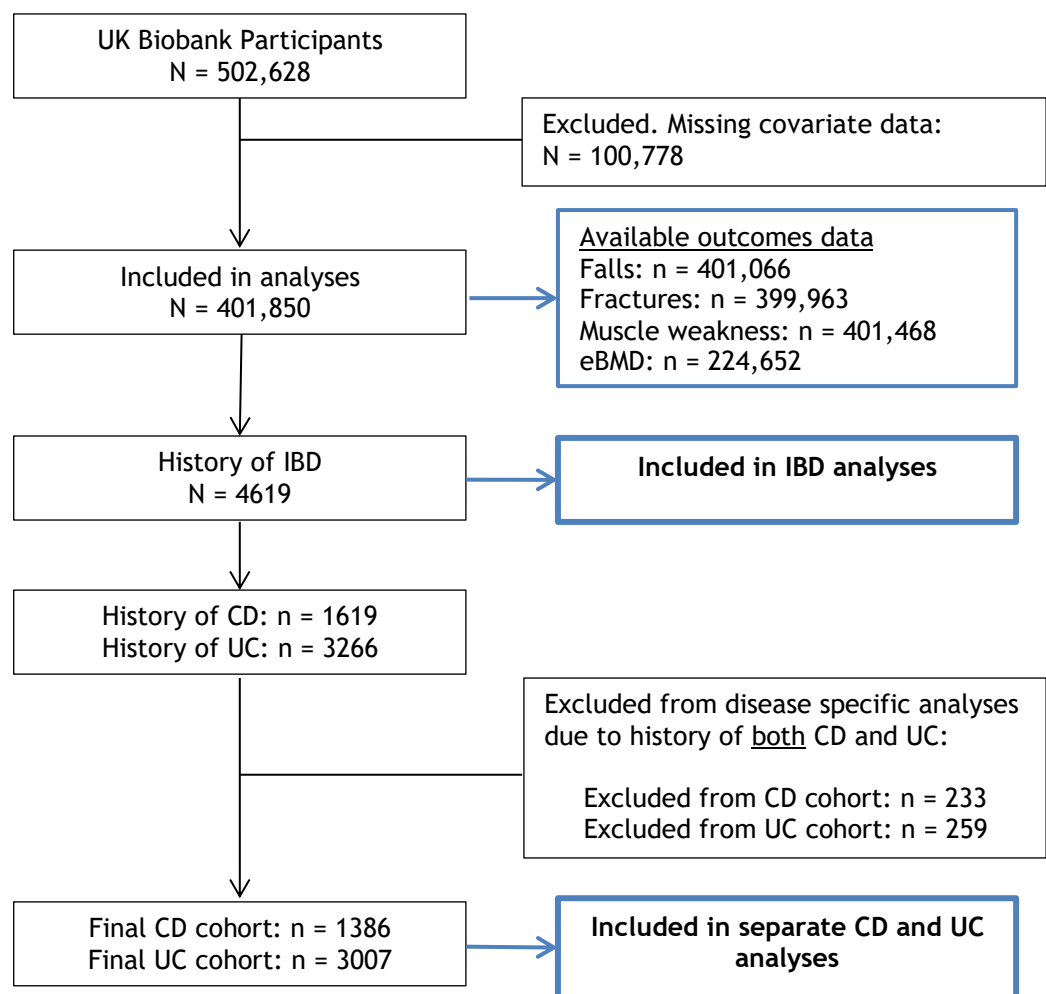 UK Biobank Participants
N = 502,628
Excluded. Missing covariate data:
N = 100,778
Included in analyses
N = 401,850
Available outcomes data
Falls: n = 401,066
Fractures: n = 399,963
Muscle weakness: n = 401,468
eBMD: n = 224,652
History of IBD
N = 4619
Included in IBD analyses
History of CD: n = 1619
History of UC: n = 3266
Excluded from disease specific analyses
due to history of both CD and UC:
Excluded from CD cohort: n = 233
Excluded from UC cohort: n = 259
Final CD cohort: n = 1386
Final UC cohort: n = 3007
Included in separate CD and UC
analyses